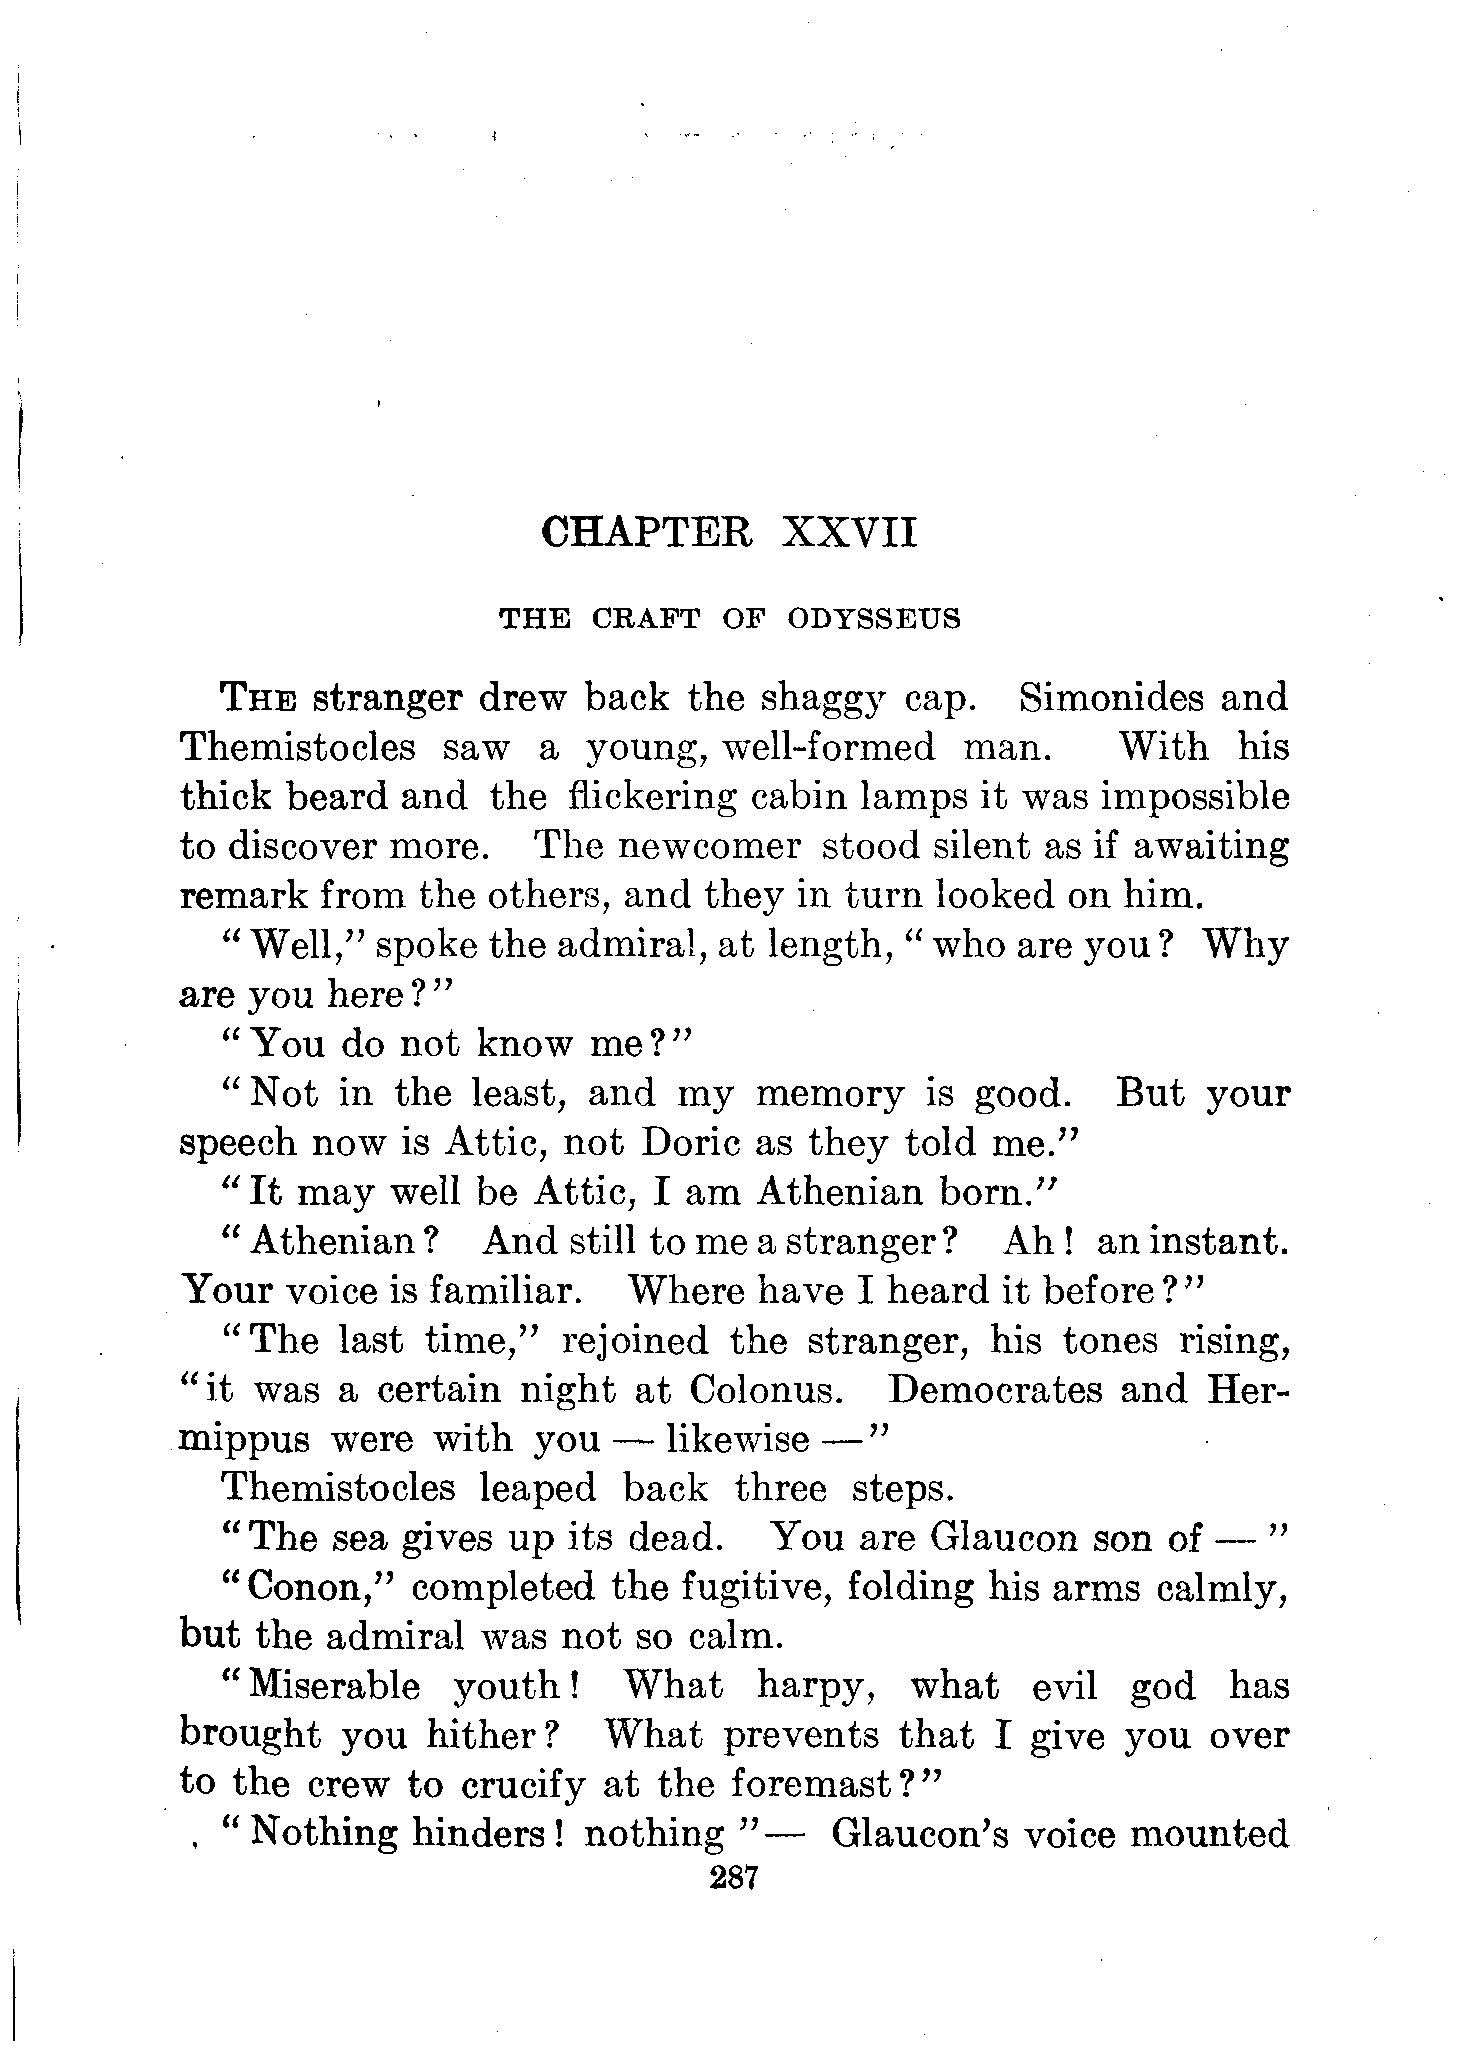 CHAPTER XXVII
THE CRAFT OF ODYSSEUS
THE stranger drew back the shaggy cap. Simonides and
Themistocles saw a young, well-formed man. With his
thick beard and the flickering cabin lamps it was impossible
to discover more. The newcomer stood silent as if awaiting
remark from the others, and they in turn looked on him.
"Well," spoke the admiral, at length, "who are you? Why
are you here?"
"You do not know me?"
"Not in the least, and my memory is good. But your
speech now is Attic, not Doric as they told me."
"It may well be Attic, I am Athenian born."
"Athenian? And still to me a stranger? Ah! an instant.
Your voice is familiar. Where have I heard it before?"
"The last time," rejoined the stranger, his tones rising,
"it was a certain night at Colonus. Democrates and Her-
mippus were with you — likewise —"
Themistocles leaped back three steps.
"The sea gives up its dead. You are Glaucon son of — "
"Conon," completed the fugitive, folding his arms calmly,
but the admiral was not so calm.
"Miserable youth! What harpy, what evil god has
brought you hither? What prevents that I give you over
to the crew to crucify at the foremast?"
"Nothing hinders! nothing "— Glaucon's voice mounted
287